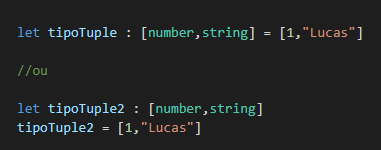 let tipoTuple : [number,string] = [1,"Lucas"]
//ou
let tipoTuple2 : [number,string]
tipoTuple2 = [1,"Lucas"]